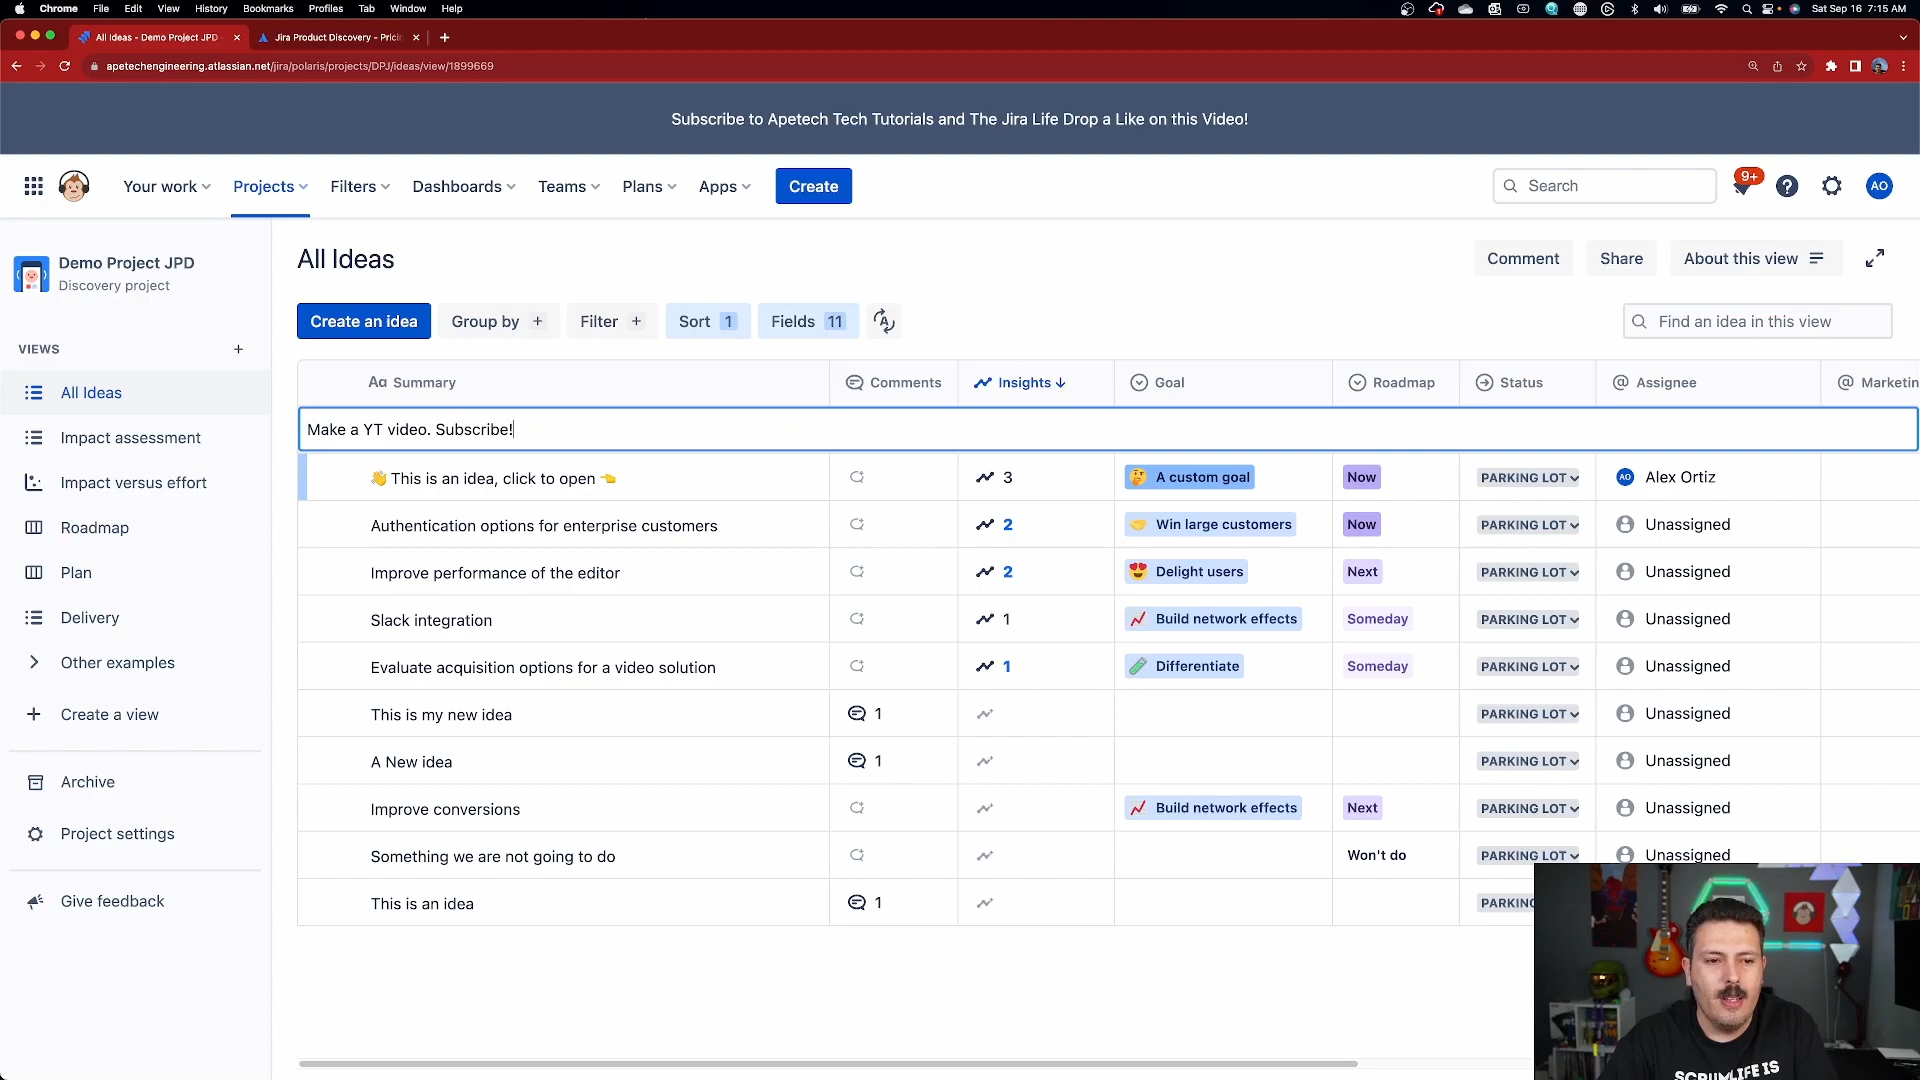 Chrome File Edit View History Bookmarks Profiles Tab Window Help Sat Sep 16 7:15 AM
All Ideas - Demo Project JPD Jira Product Discovery - Prici
apetechengineering.atlassian.net/jira/polaris/projects/DPJ/ideas/view/1899669
Subscribe to Apetech Tech Tutorials and The Jira Life Drop a Like on this Video!
Your work Projects Filters Dashboards Teams Plans Apps Create Search 9+ AO
Demo Project JPD
Discovery project
All Ideas Comment Share About this view
Create an idea Group by + Filter + Sort 1 Fields 11 Find an idea in this view
VIEWS
All Ideas
Impact assessment
Impact versus effort
Roadmap
Plan
Delivery
Other examples
Create a view
Archive
Project settings
Give feedback
Aa Summary Comments Insights Goal Roadmap Status Assignee Marketin
Make a YT video. Subscribe!
This is an idea, click to open 3 A custom goal Now PARKING LOT AO Alex Ortiz
Authentication options for enterprise customers 2 Win large customers Now PARKING LOT Unassigned
Improve performance of the editor 2 Delight users Next PARKING LOT Unassigned
Slack integration 1 Build network effects Someday PARKING LOT Unassigned
Evaluate acquisition options for a video solution 1 Differentiate Someday PARKING LOT Unassigned
This is my new idea 1 PARKING LOT Unassigned
A New idea 1 PARKING LOT Unassigned
Improve conversions Build network effects Next PARKING LOT Unassigned
Something we are not going to do Won't do PARKING LOT Unassigned
This is an idea 1 PARKING
SCRUMLIFE IS